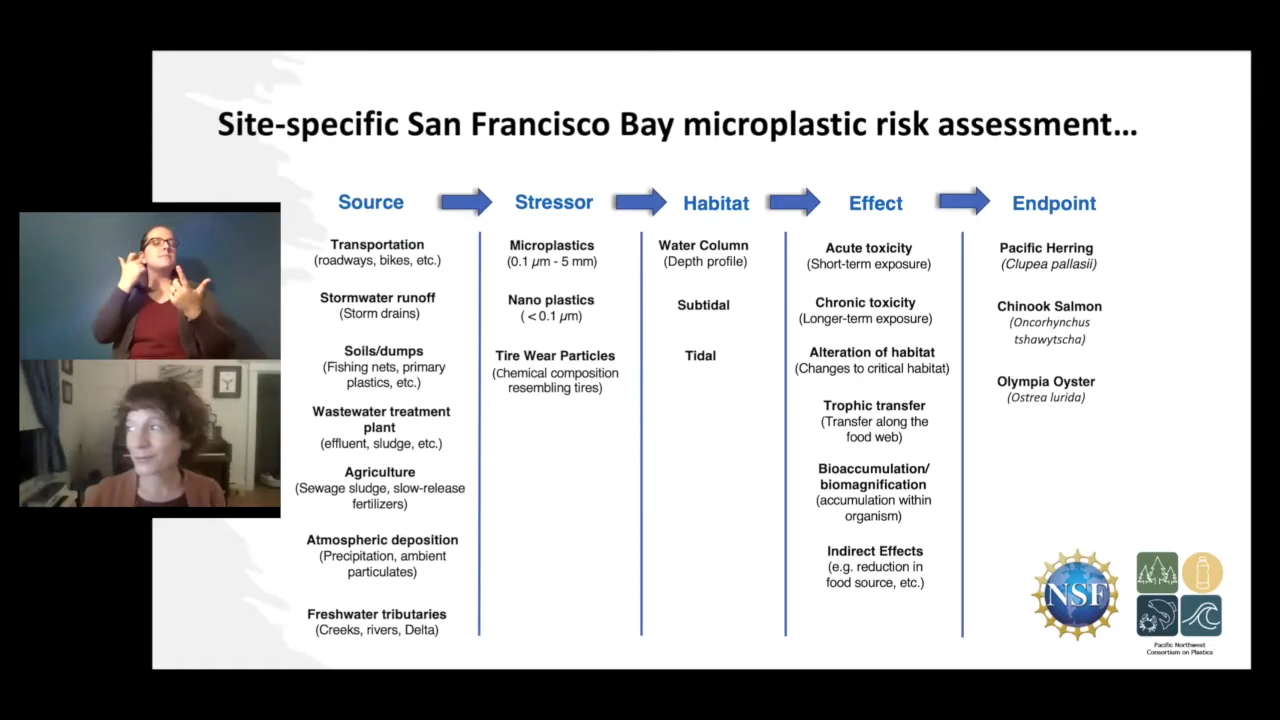 Site-specific San Francisco Bay microplastic risk assessment...
Source
Stressor
Habitat
Effect
Endpoint
Transportation
(roadways, bikes, etc.)
Stormwater runoff
(Storm drains)
Soils/dumps
(Fishing nets, primary
plastics, etc.)
Wastewater treatment
plant
(effluent, sludge, etc.)
Agriculture
(Sewage sludge, slow-release
fertilizers)
Atmospheric deposition
(Precipitation, ambient
particulates)
Freshwater tributaries
(Creeks, rivers, Delta)
Microplastics
(0.1 µm - 5 mm)
Nano plastics
( < 0.1 µm)
Tire Wear Particles
(Chemical composition
resembling tires)
Water Column
(Depth profile)
Subtidal
Tidal
Acute toxicity
(Short-term exposure)
Chronic toxicity
(Longer-term exposure)
Alteration of habitat
(Changes to critical habitat)
Trophic transfer
(Transfer along the
food web)
Bioaccumulation/
biomagnification
(accumulation within
organism)
Indirect Effects
(e.g. reduction in
food source, etc.)
Pacific Herring
(Clupea pallasii)
Chinook Salmon
(Oncorhynchus
tshawytscha)
Olympia Oyster
(Ostrea lurida)
NSF
Pacific Northwest
Consortium on Plastics